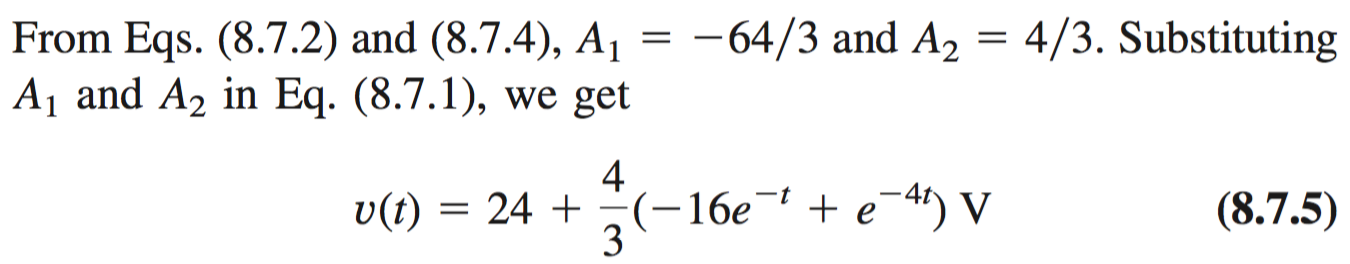 From Eqs. (8.7.2) and (8.7.4), A₁ = −64/3 and A₂ = 4/3. Substituting
A₁ and A₂ in Eq. (8.7.1), we get
v(t) = 24 + 4/3(−16e⁻ᵗ + e⁻⁴ᵗ) V (8.7.5)